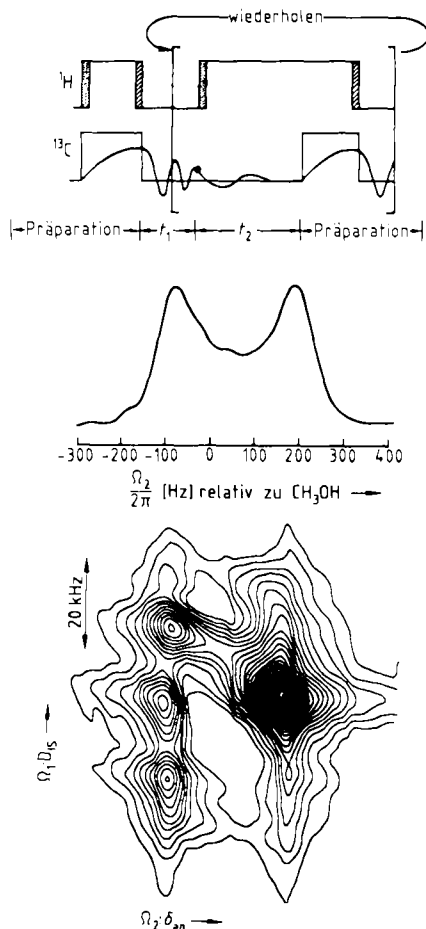 wiederholen
¹H
¹³C
Präparation t₁ t₂ Präparation
-300 -200 -100 0 100 200 300 400
Ω₂/2π [Hz] relativ zu CH₃OH
20 kHz
Ω₁·D_IS
Ω₂·δ_an